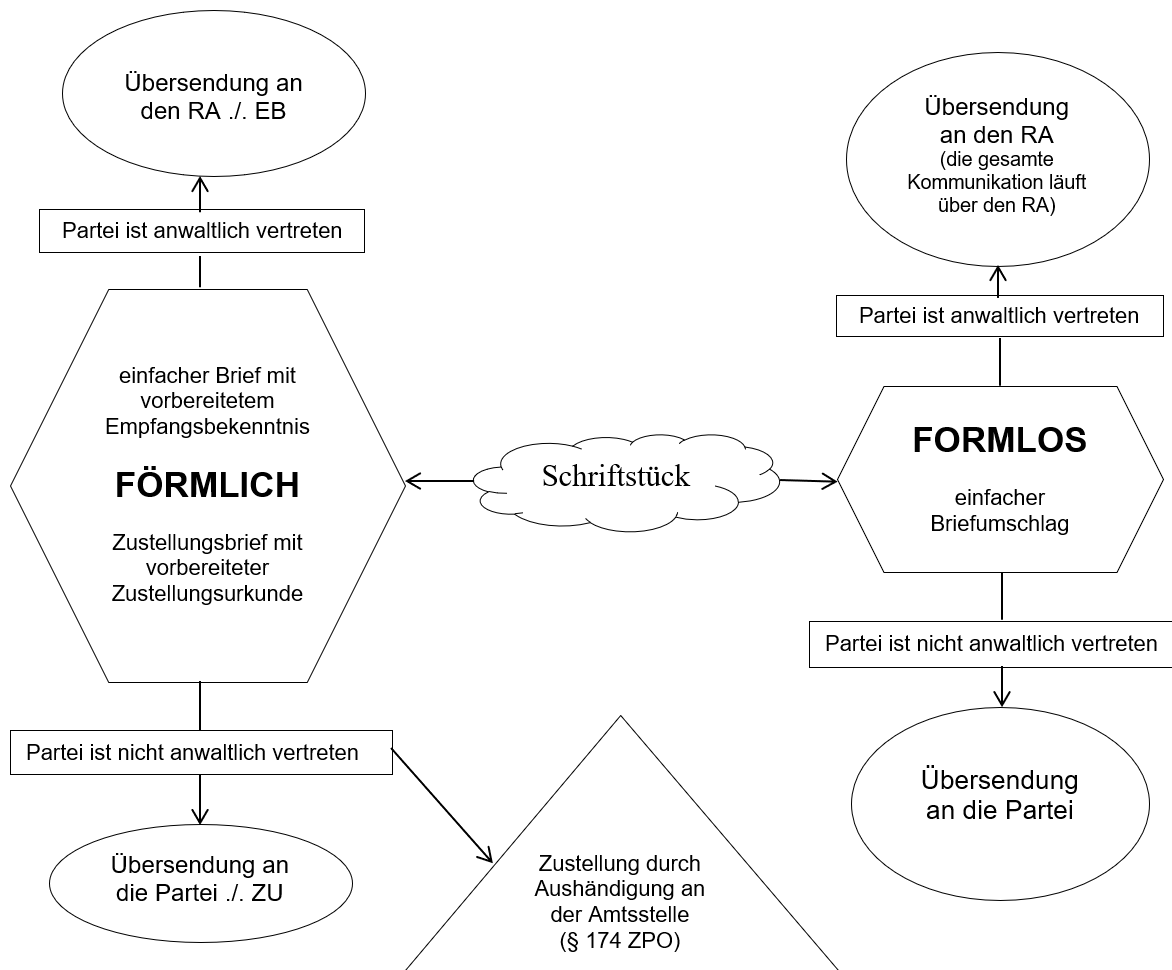 Übersendung an
den RA ./. EB
Übersendung
an den RA
(die gesamte
Kommunikation läuft
über den RA)
Partei ist anwaltlich vertreten
Partei ist anwaltlich vertreten
einfacher Brief mit
vorbereitetem
Empfangsbekenntnis
FÖRMLICH
Zustellungsbrief mit
vorbereiteter
Zustellungsurkunde
Schriftstück
FORMLOS
einfacher
Briefumschlag
Partei ist nicht anwaltlich vertreten
Partei ist nicht anwaltlich vertreten
Übersendung an
die Partei ./. ZU
Zustellung durch
Aushändigung an
der Amtsstelle
(§ 174 ZPO)
Übersendung
an die Partei